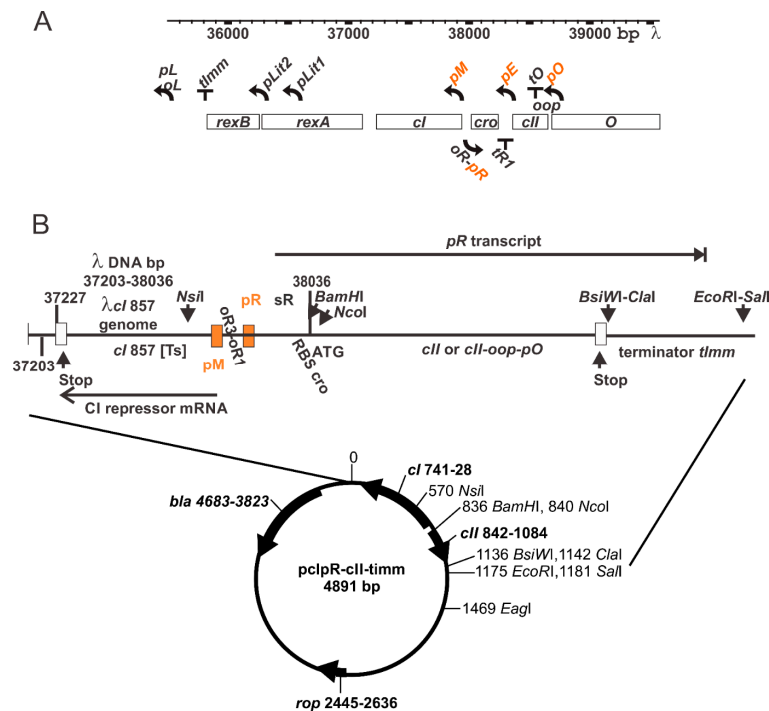 A
36000 37000 38000 39000 bp λ
pL
oL
tImm
pLit2
pLit1
pM
pE
tO
pO
oop
rexB
rexA
cI
cro
cII
O
oR-pR
tR1
B
pR transcript
λ DNA bp
37203-38036
37227
λcI 857
genome
NsiI
oR3-oR1
pR
sR
38036
BamHI
NcoI
BsiWI-ClaI
EcoRI-SalI
cI 857 [Ts]
pM
RBS cro
ATG
cII or cII-oop-pO
terminator tImm
37203
Stop
Stop
CI repressor mRNA
0
cI 741-28
570 NsiI
836 BamHI, 840 NcoI
bla 4683-3823
cII 842-1084
1136 BsiWI,1142 ClaI
1175 EcoRI,1181 SalI
pcIpR-cII-timm
4891 bp
1469 EagI
rop 2445-2636